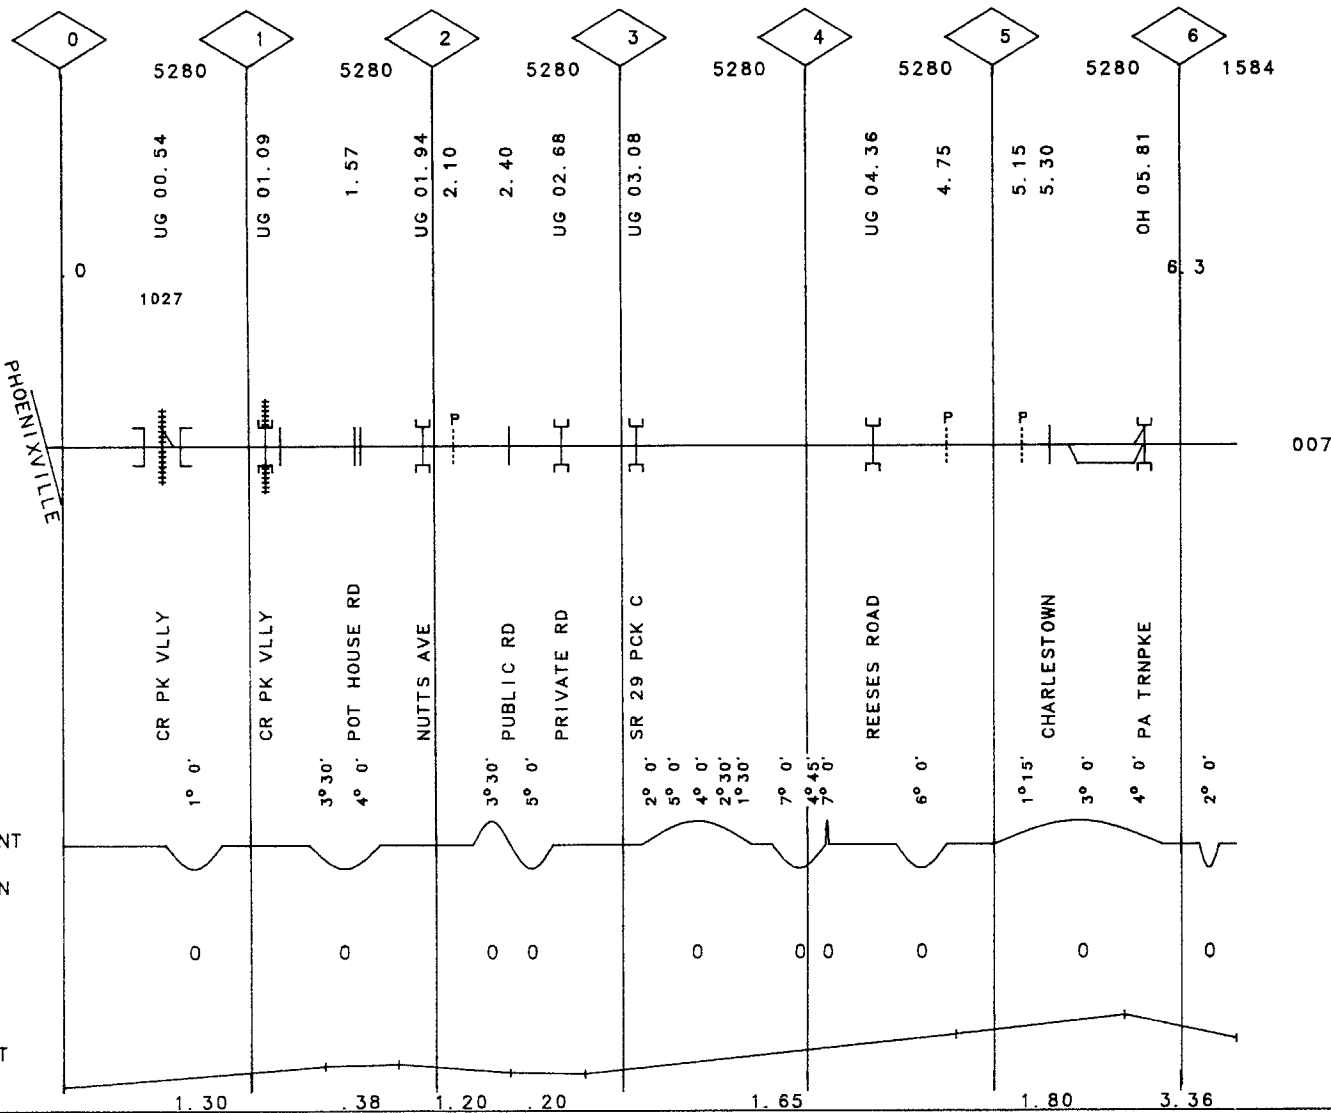 0 1 2 3 4 5 6
5280 5280 5280 5280 5280 5280 1584
UG 00.54
UG 01.09
1.57
UG 01.94
2.10
2.40
UG 02.68
UG 03.08
UG 04.36
4.75
5.15
5.30
OH 05.81
0
6.3
1027
PHOENIXVILLE
P P P
007
CR PK VLLY
CR PK VLLY
POT HOUSE RD
NUTTS AVE
PUBLIC RD
PRIVATE RD
SR 29 PCK C
REESES ROAD
CHARLESTOWN
PA TRNPKE
1° 0'
3° 30'
4° 0'
3° 30'
5° 0'
2° 0'
5° 0'
4° 0'
2° 30'
1° 30'
7° 0'
4° 45'
7° 0'
6° 0'
1° 15'
3° 0'
4° 0'
2° 0'
NT
N
0 0 0 0 0 0 0 0 0 0
T
1.30 .38 1.20 .20 1.65 1.80 3.36